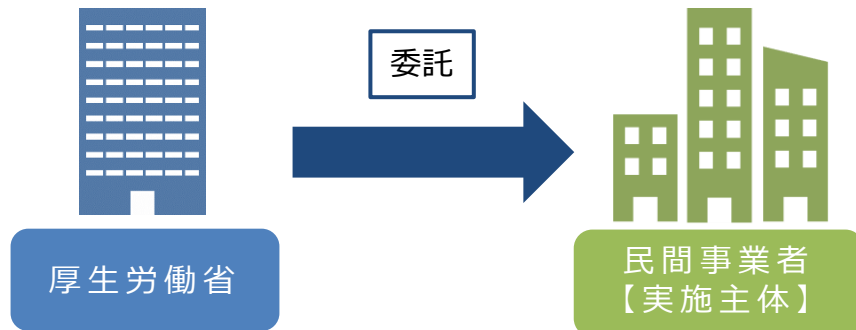 委託
厚生労働省
民間事業者
【実施主体】